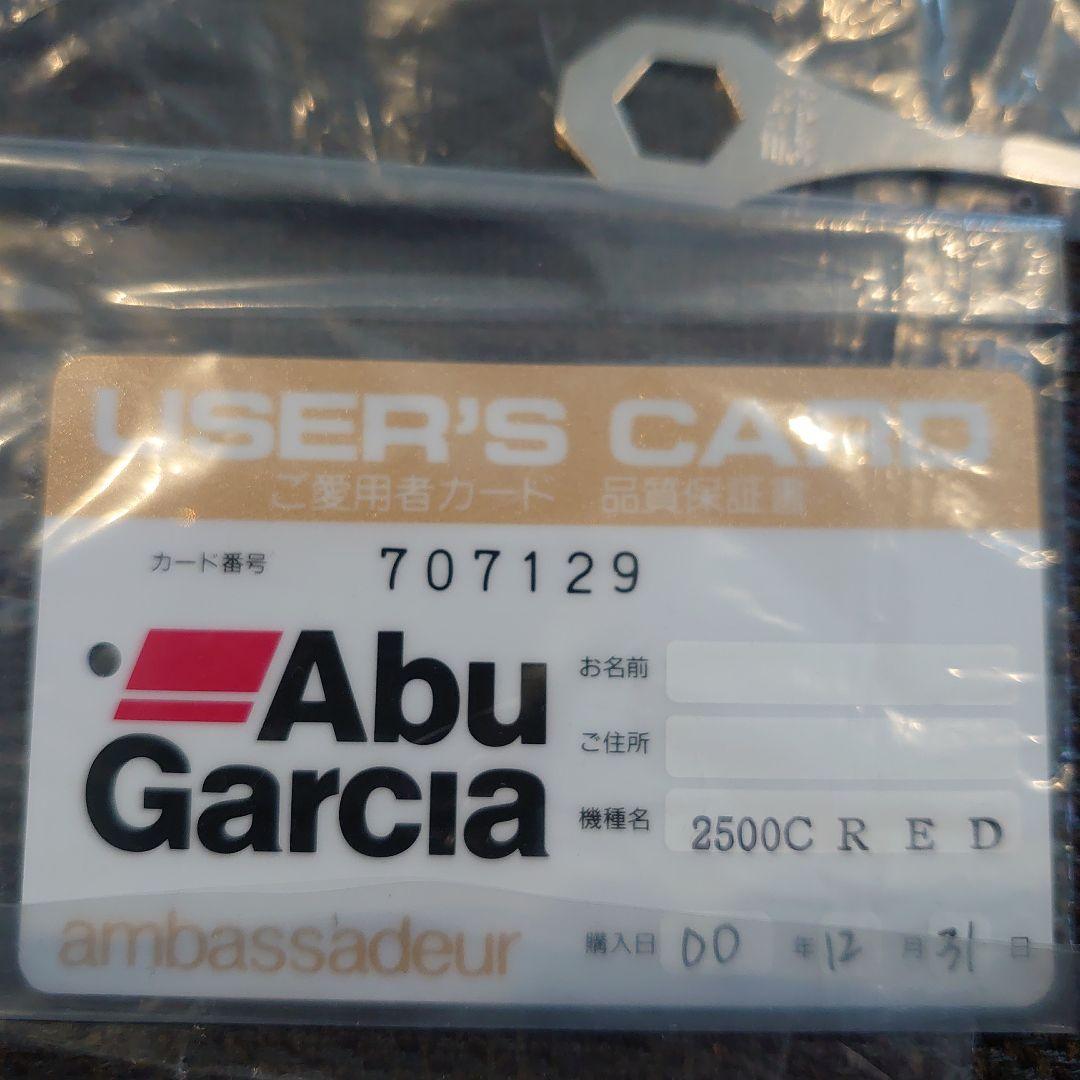 USER'S CARD
ご愛用者カード 品質保証書
カード番号 707129
Abu
Garcia
お名前
ご住所
機種名 2500C RED
ambassadeur
購入日 00 年 12 月 31 日